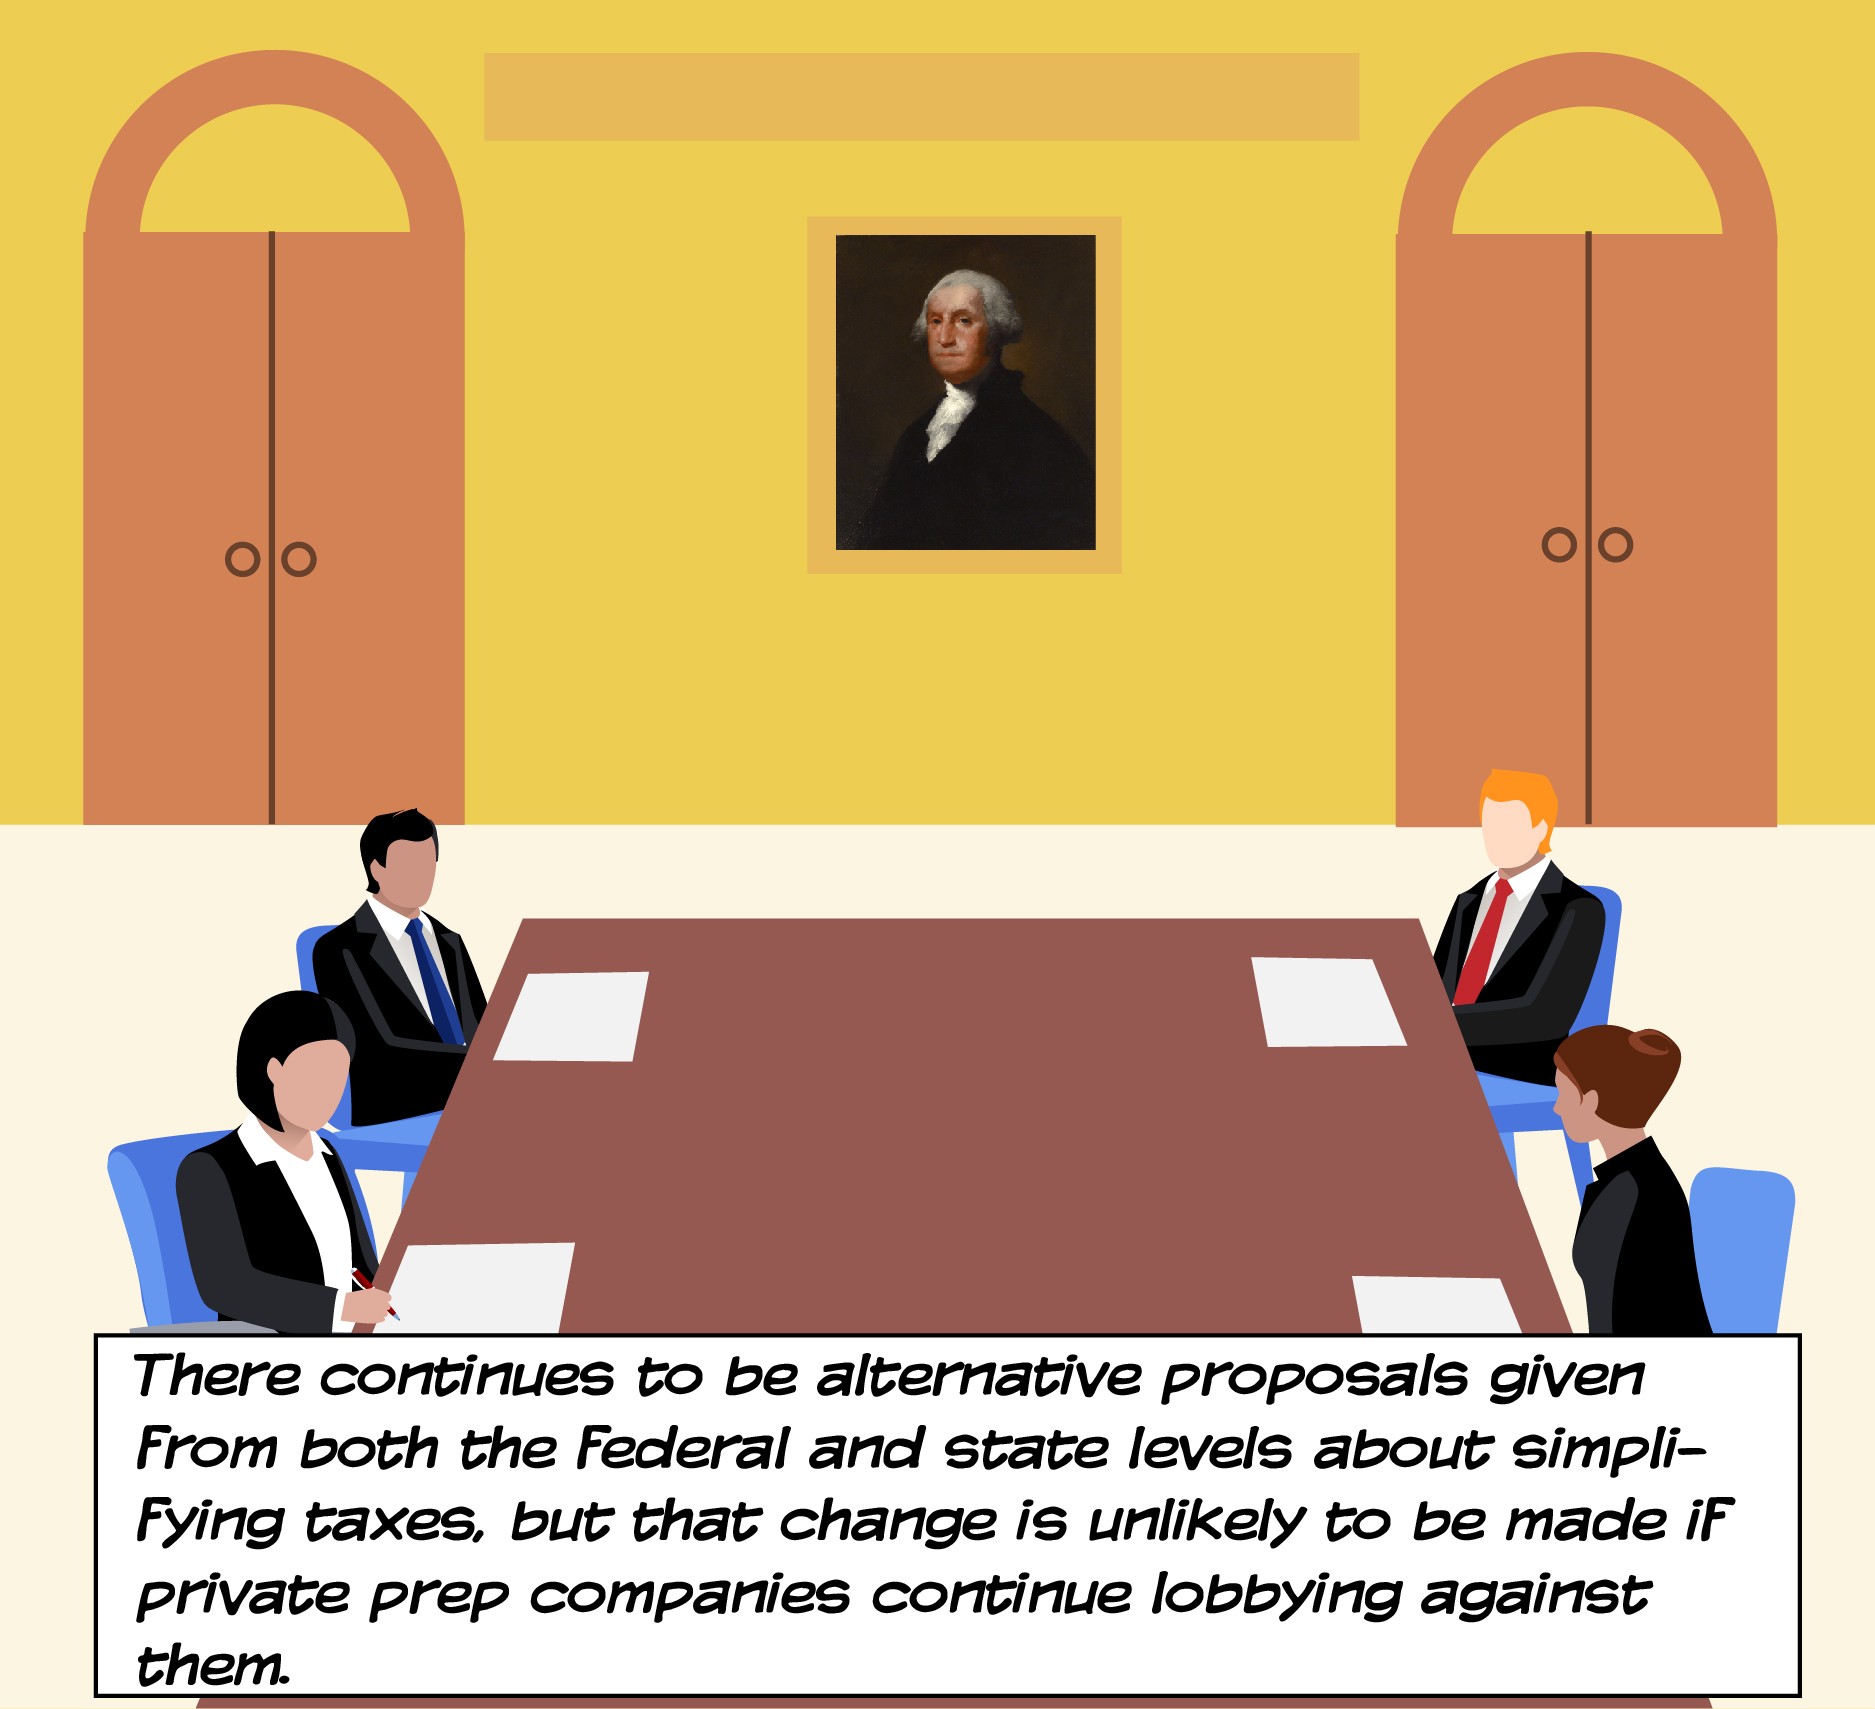 There continues to be alternative proposals given
from both the federal and state levels about simpli-
fying taxes, but that change is unlikely to be made if
private prep companies continue lobbying against
them.